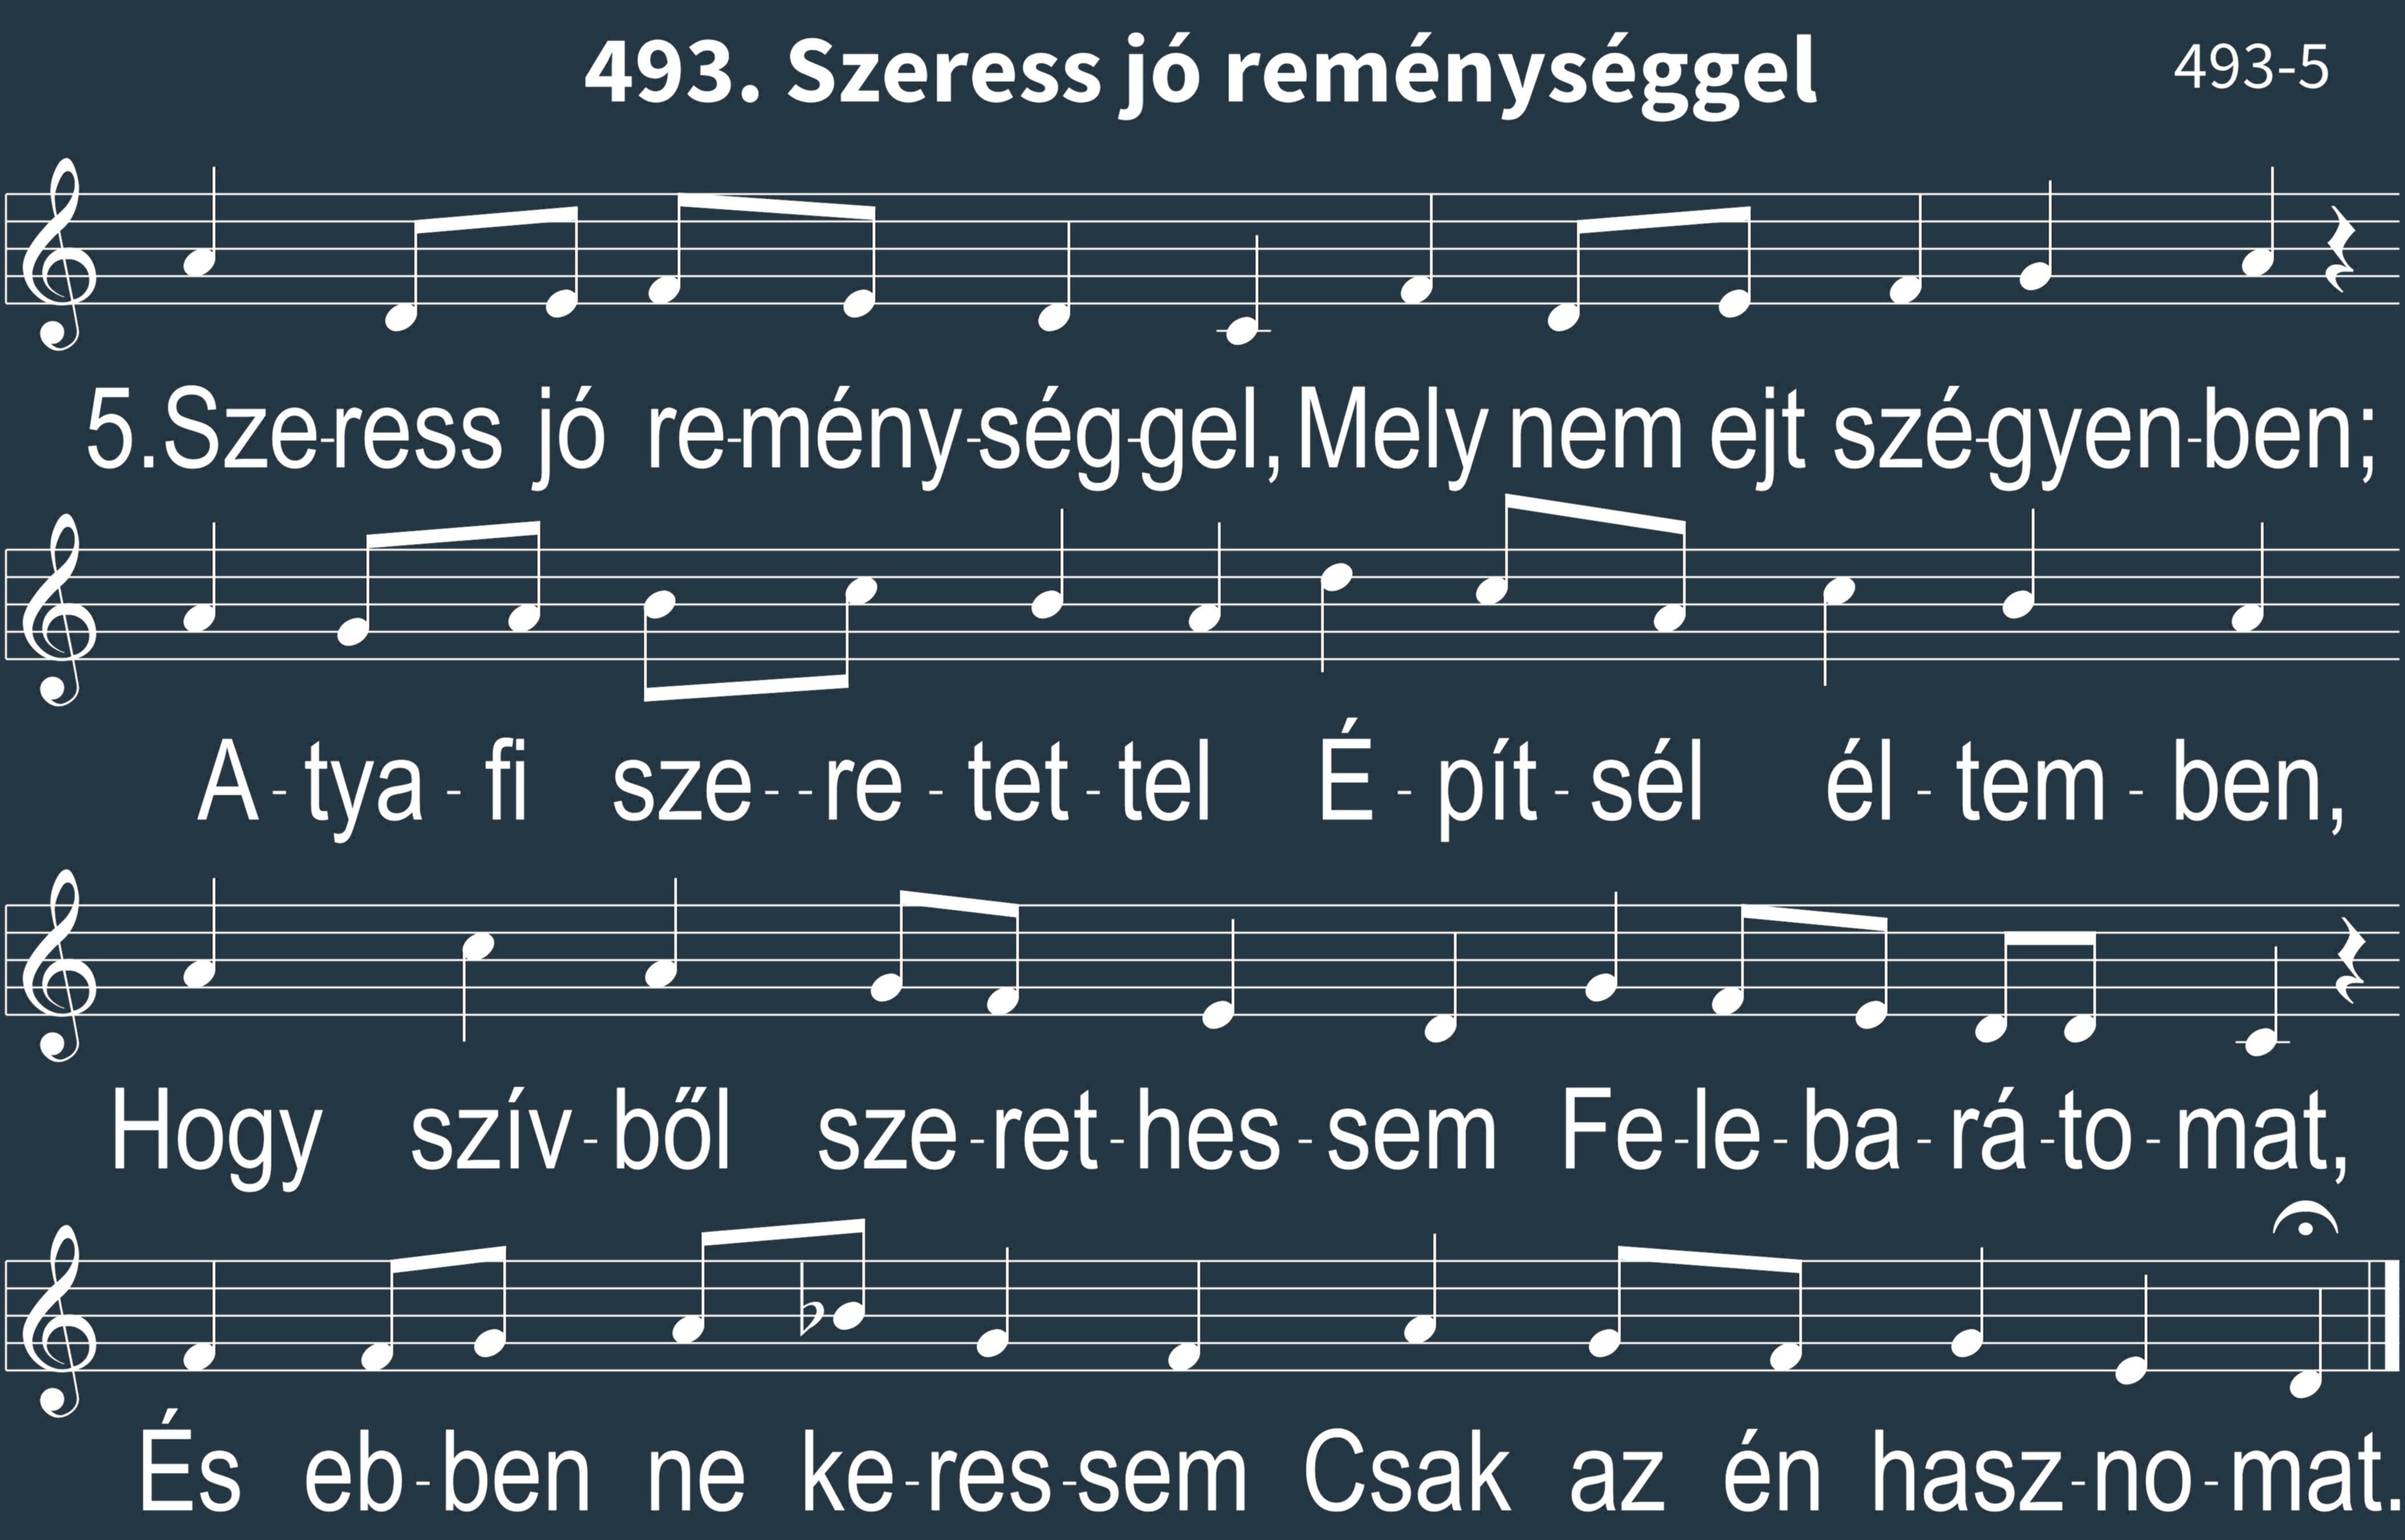 493. Szeress jó reménységgel
493-5
5.Sze-ress jó re-mény-ség-gel, Mely nem ejt szé-gyen-ben;
A-tya-fi sze--re-tet-tel É-pít-sél él-tem-ben,
Hogy szív-ből sze-ret-hes-sem Fe-le-ba-rá-to-mat,
És eb-ben ne ke-res-sem Csak az én hasz-no-mat.